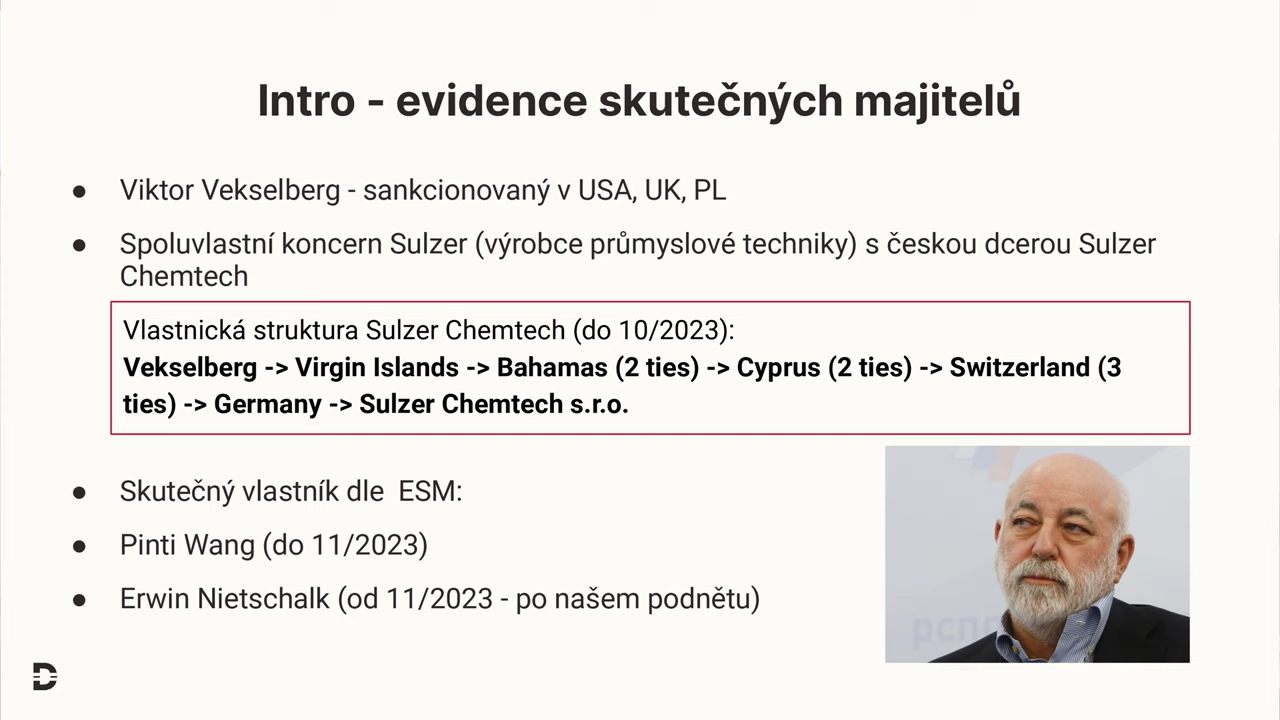 Intro - evidence skutečných majitelů
● Viktor Vekselberg - sankcionovaný v USA, UK, PL
● Spoluvlastní koncern Sulzer (výrobce průmyslové techniky) s českou dcerou Sulzer
Chemtech
Vlastnická struktura Sulzer Chemtech (do 10/2023):
Vekselberg -> Virgin Islands -> Bahamas (2 ties) -> Cyprus (2 ties) -> Switzerland (3
ties) -> Germany -> Sulzer Chemtech s.r.o.
● Skutečný vlastník dle ESM:
● Pinti Wang (do 11/2023)
● Erwin Nietschalk (od 11/2023 - po našem podnětu)
D